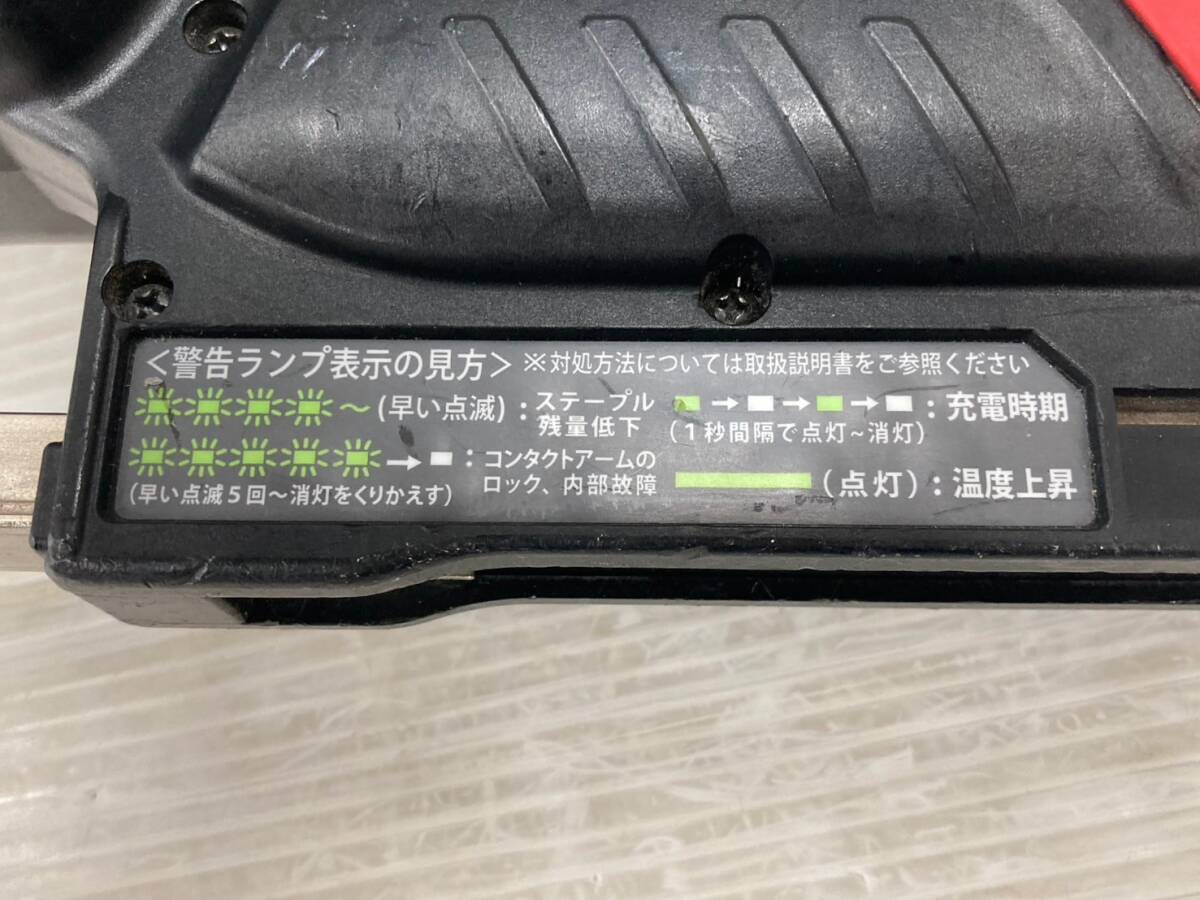 ＜警告ランプ表示の見方＞ ※対処方法については取扱説明書をご参照ください
～(早い点滅)：ステープル
残量低下
→ → → ：充電時期
(１秒間隔で点灯~消灯)
→ ：コンタクトアームの
ロック、内部故障
(早い点滅５回～消灯をくりかえす)
(点灯)：温度上昇